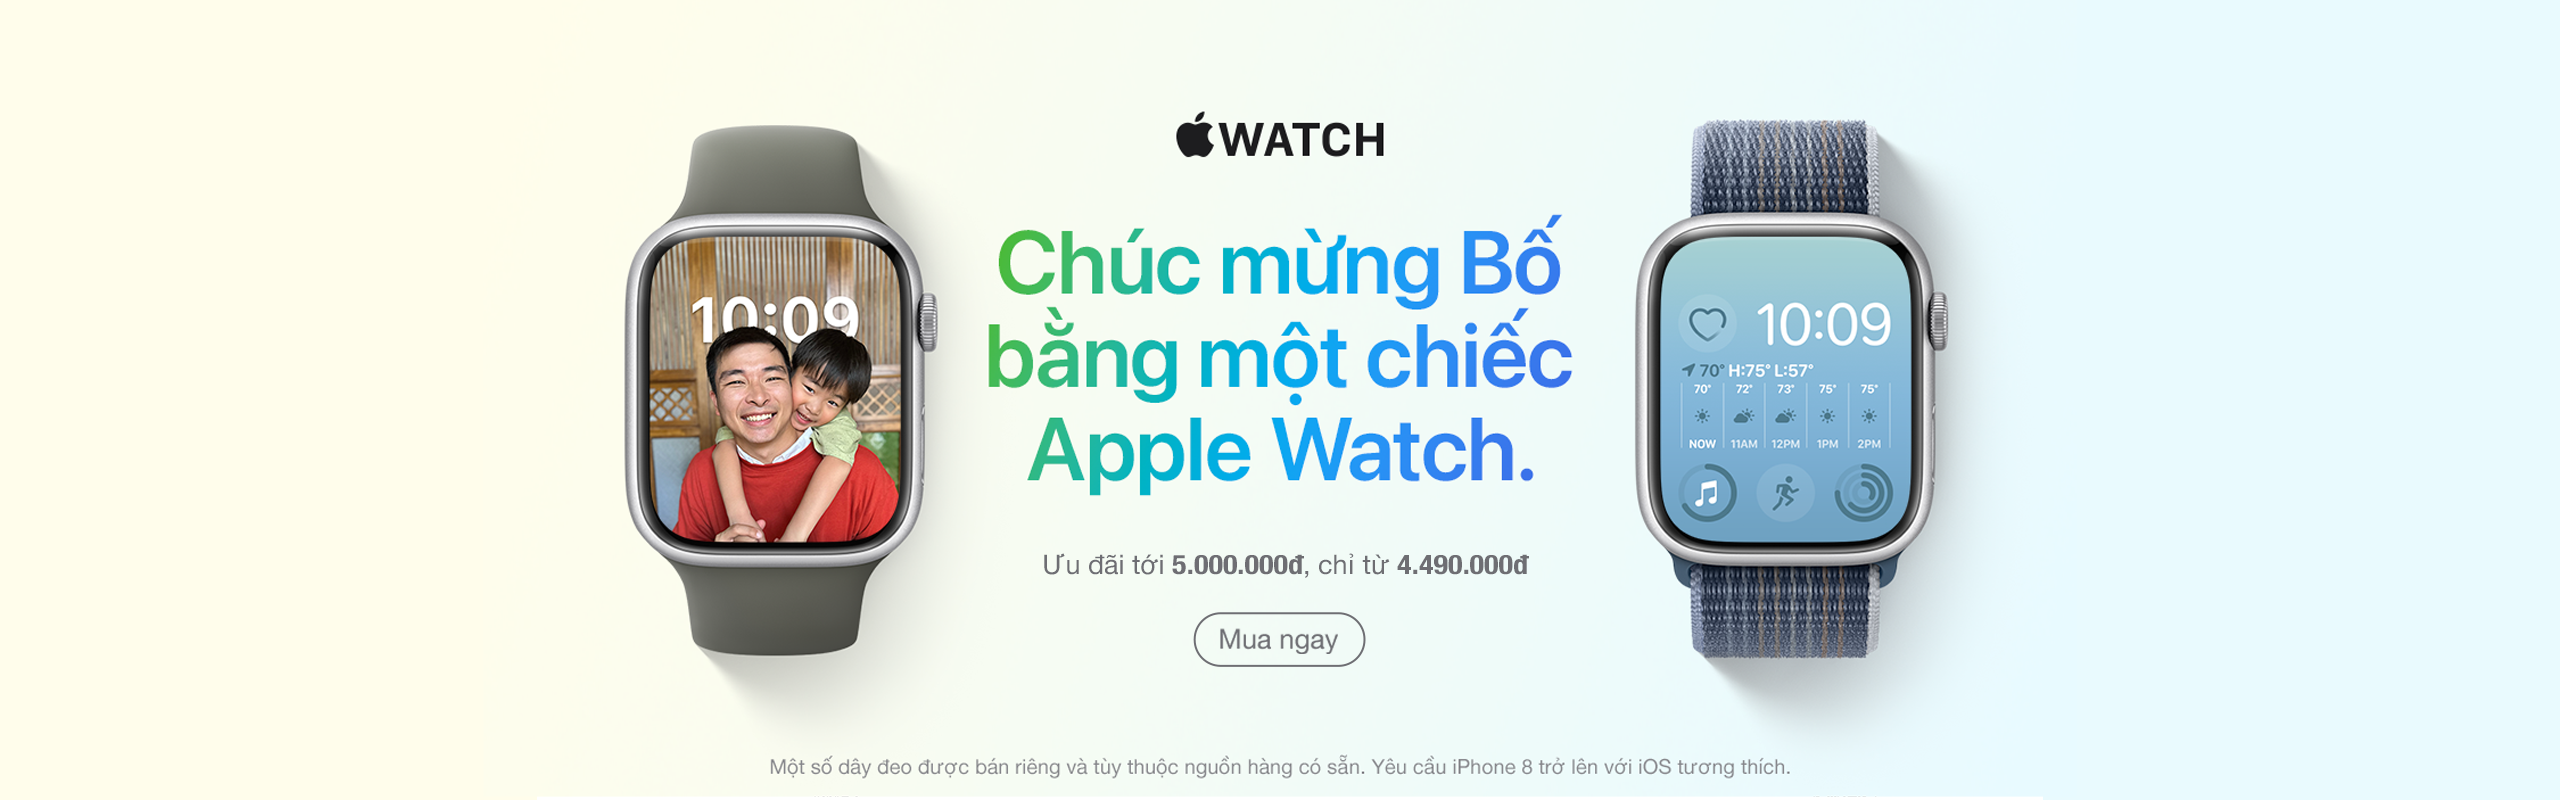 WATCH
Chúc mừng Bố
bằng một chiếc
Apple Watch.
Ưu đãi tới 5.000.000đ, chỉ từ 4.490.000đ
Mua ngay
10:09
10:09
70° H:75° L:57°
70° 72° 73° 75° 75°
NOW 11AM 12PM 1PM 2PM
Một số dây đeo được bán riêng và tùy thuộc nguồn hàng có sẵn. Yêu cầu iPhone 8 trở lên với iOS tương thích.